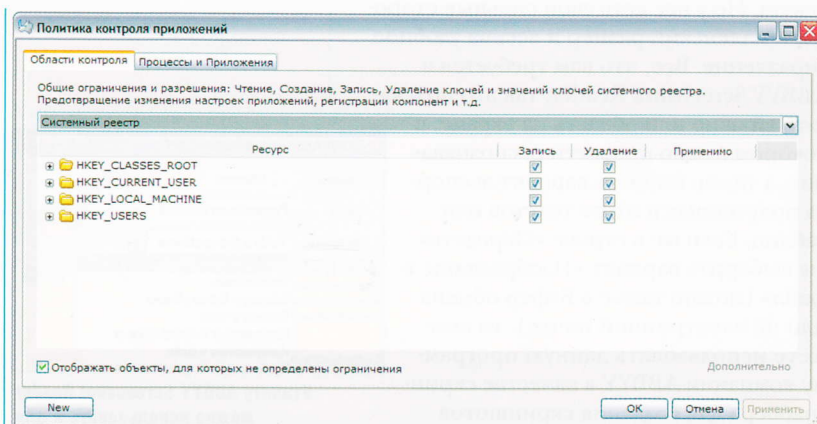 Политика контроля приложений
Области контроля
Процессы и Приложения
Общие ограничения и разрешения: Чтение, Создание, Запись, Удаление ключей и значений ключей системного реестра.
Предотвращение изменения настроек приложений, регистрации компонент и т.д.
Системный реестр
Ресурс Запись Удаление Применимо
HKEY_CLASSES_ROOT
HKEY_CURRENT_USER
HKEY_LOCAL_MACHINE
HKEY_USERS
Отображать объекты, для которых не определены ограничения
Дополнительно
New
OK
Отмена
Применить